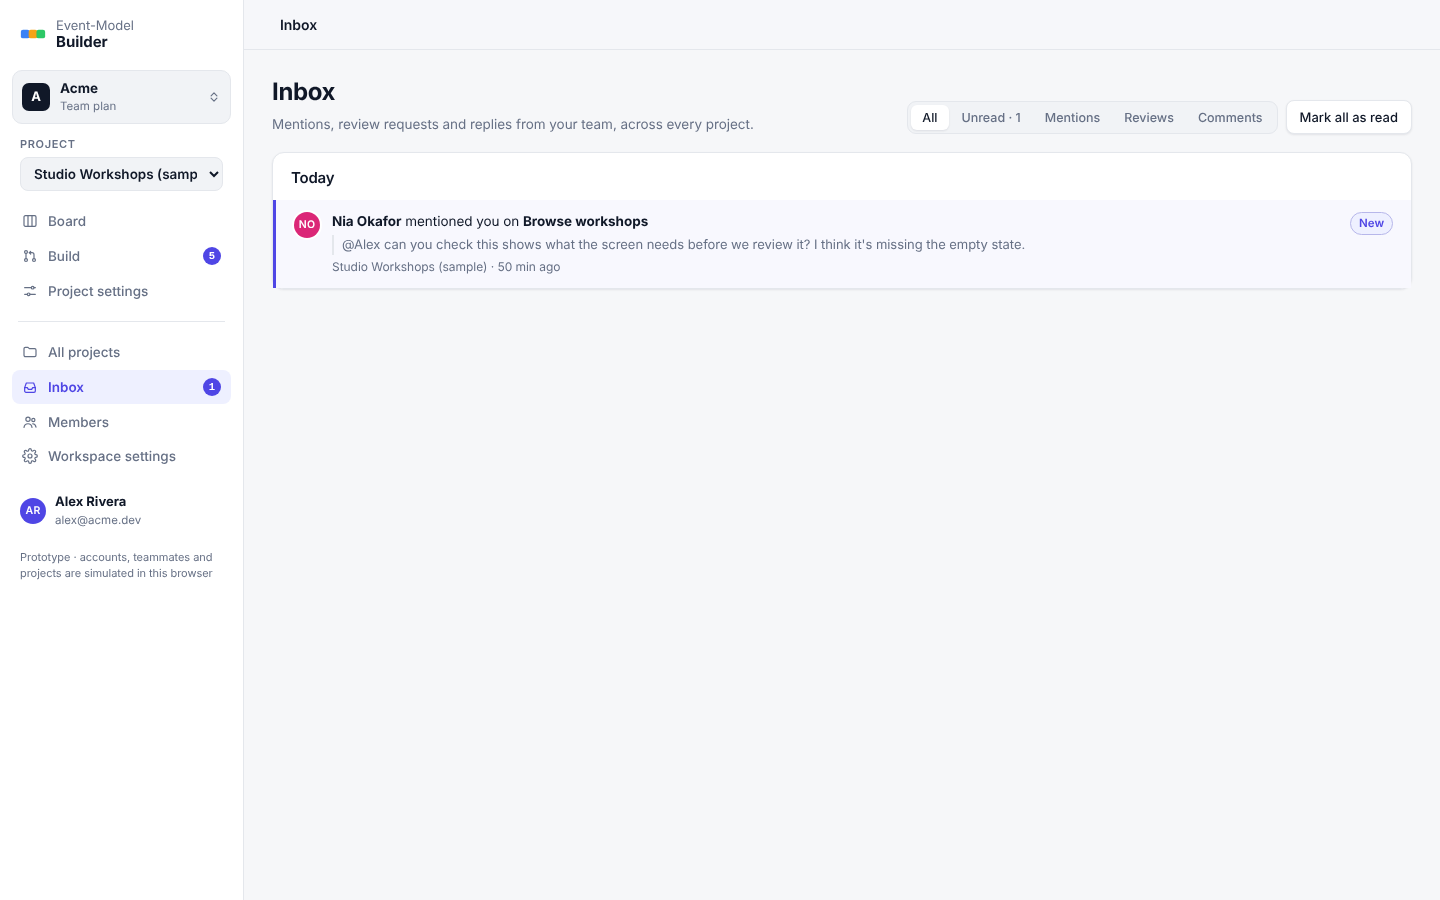 Event-Model
Builder
A
Acme
Team plan
PROJECT
Studio Workshops (samp
Board
Build
5
Project settings
All projects
Inbox
1
Members
Workspace settings
AR
Alex Rivera
alex@acme.dev
Prototype · accounts, teammates and
projects are simulated in this browser
Inbox
Inbox
Mentions, review requests and replies from your team, across every project.
All
Unread · 1
Mentions
Reviews
Comments
Mark all as read
Today
NO
Nia Okafor mentioned you on Browse workshops
New
@Alex can you check this shows what the screen needs before we review it? I think it's missing the empty state.
Studio Workshops (sample) · 50 min ago